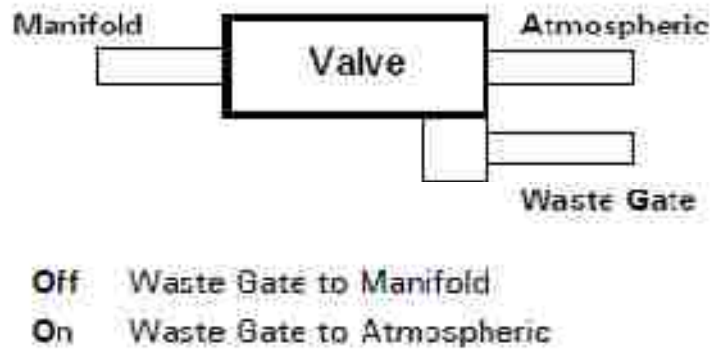 Manifold
Atmospheric
Valve
Waste Gate
Off Waste Gate to Manifold
On Waste Gate to Atmospheric